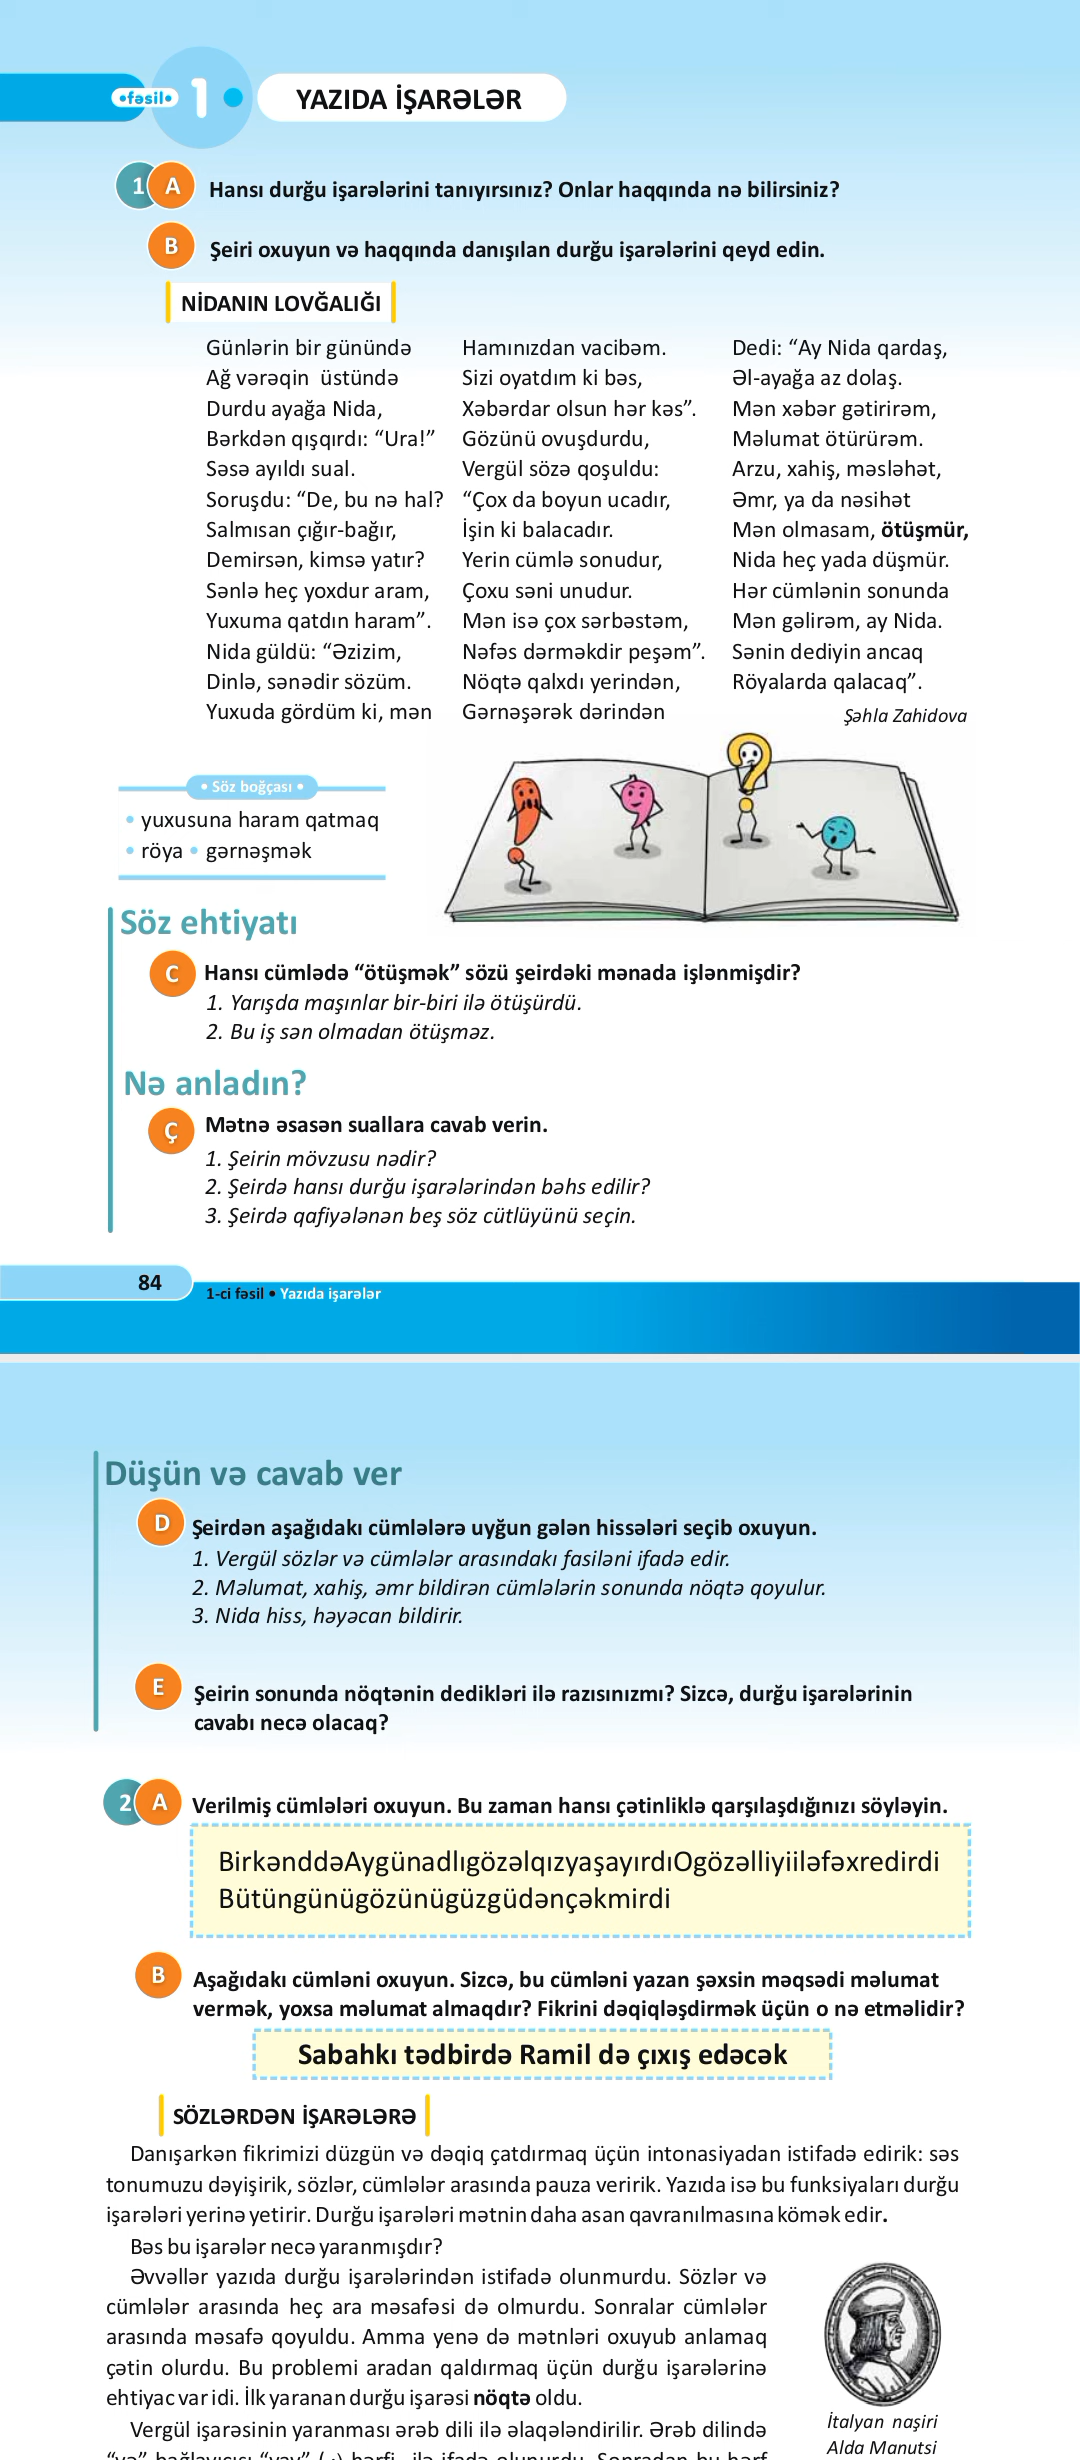 •fəsil• 1
YAZIDA İŞARƏLƏR
1 A Hansı durğu işarələrini tanıyırsınız? Onlar haqqında nə bilirsiniz?
B Şeiri oxuyun və haqqında danışılan durğu işarələrini qeyd edin.
NİDANIN LOVĞALIĞI
Günlərin bir günündə
Ağ vərəqin üstündə
Durdu ayağa Nida,
Bərkdən qışqırdı: “Ura!”
Səsə ayıldı sual.
Soruşdu: “De, bu nə hal?
Salmısan çığır-bağır,
Demirsən, kimsə yatır?
Sənlə heç yoxdur aram,
Yuxuma qatdın haram”.
Nida güldü: “Əzizim,
Dinlə, sənədir sözüm.
Yuxuda gördüm ki, mən
Hamınızdan vacibəm.
Sizi oyatdım ki bəs,
Xəbərdar olsun hər kəs”.
Gözünü ovuşdurdu,
Vergül sözə qoşuldu:
“Çox da boyun ucadır,
İşin ki balacadır.
Yerin cümlə sonudur,
Çoxu səni unudur.
Mən isə çox sərbəstəm,
Nəfəs dərməkdir peşəm”.
Nöqtə qalxdı yerindən,
Gərnəşərək dərindən
Dedi: “Ay Nida qardaş,
Əl-ayağa az dolaş.
Mən xəbər gətirirəm,
Məlumat ötürürəm.
Arzu, xahiş, məsləhət,
Əmr, ya da nəsihət
Mən olmasam, ötüşmür,
Nida heç yada düşmür.
Hər cümlənin sonunda
Mən gəlirəm, ay Nida.
Sənin dediyin ancaq
Röyalarda qalacaq”.
Şəhla Zahidova
• Söz boğçası •
• yuxusuna haram qatmaq
• röya • gərnəşmək
Söz ehtiyatı
C Hansı cümlədə “ötüşmək” sözü şeirdəki mənada işlənmişdir?
1. Yarışda maşınlar bir-biri ilə ötüşürdü.
2. Bu iş sən olmadan ötüşməz.
Nə anladın?
Ç Mətnə əsasən suallara cavab verin.
1. Şeirin mövzusu nədir?
2. Şeirdə hansı durğu işarələrindən bəhs edilir?
3. Şeirdə qafiyələnən beş söz cütlüyünü seçin.
84
1-ci fəsil • Yazıda işarələr
Düşün və cavab ver
D Şeirdən aşağıdakı cümlələrə uyğun gələn hissələri seçib oxuyun.
1. Vergül sözlər və cümlələr arasındakı fasiləni ifadə edir.
2. Məlumat, xahiş, əmr bildirən cümlələrin sonunda nöqtə qoyulur.
3. Nida hiss, həyəcan bildirir.
E Şeirin sonunda nöqtənin dedikləri ilə razısınızmı? Sizcə, durğu işarələrinin
cavabı necə olacaq?
2 A Verilmiş cümlələri oxuyun. Bu zaman hansı çətinliklə qarşılaşdığınızı söyləyin.
BirkənddəAygünadlıgözəlqızyaşayırdıOgözəlliyiiləfəxredirdi
Bütüngünügözünügüzgüdənçəkmirdi
B Aşağıdakı cümləni oxuyun. Sizcə, bu cümləni yazan şəxsin məqsədi məlumat
vermək, yoxsa məlumat almaqdır? Fikrini dəqiqləşdirmək üçün o nə etməlidir?
Sabahkı tədbirdə Ramil də çıxış edəcək
SÖZLƏRDƏN İŞARƏLƏRƏ
Danışarkən fikrimizi düzgün və dəqiq çatdırmaq üçün intonasiyadan istifadə edirik: səs
tonumuzu dəyişirik, sözlər, cümlələr arasında pauza veririk. Yazıda isə bu funksiyaları durğu
işarələri yerinə yetirir. Durğu işarələri mətnin daha asan qavranılmasına kömək edir.
Bəs bu işarələr necə yaranmışdır?
Əvvəllər yazıda durğu işarələrindən istifadə olunmurdu. Sözlər və
cümlələr arasında heç ara məsafəsi də olmurdu. Sonralar cümlələr
arasında məsafə qoyuldu. Amma yenə də mətnləri oxuyub anlamaq
çətin olurdu. Bu problemi aradan qaldırmaq üçün durğu işarələrinə
ehtiyac var idi. İlk yaranan durğu işarəsi nöqtə oldu.
Vergül işarəsinin yaranması ərəb dili ilə əlaqələndirilir. Ərəb dilində
İtalyan naşiri
Alda Manutsi